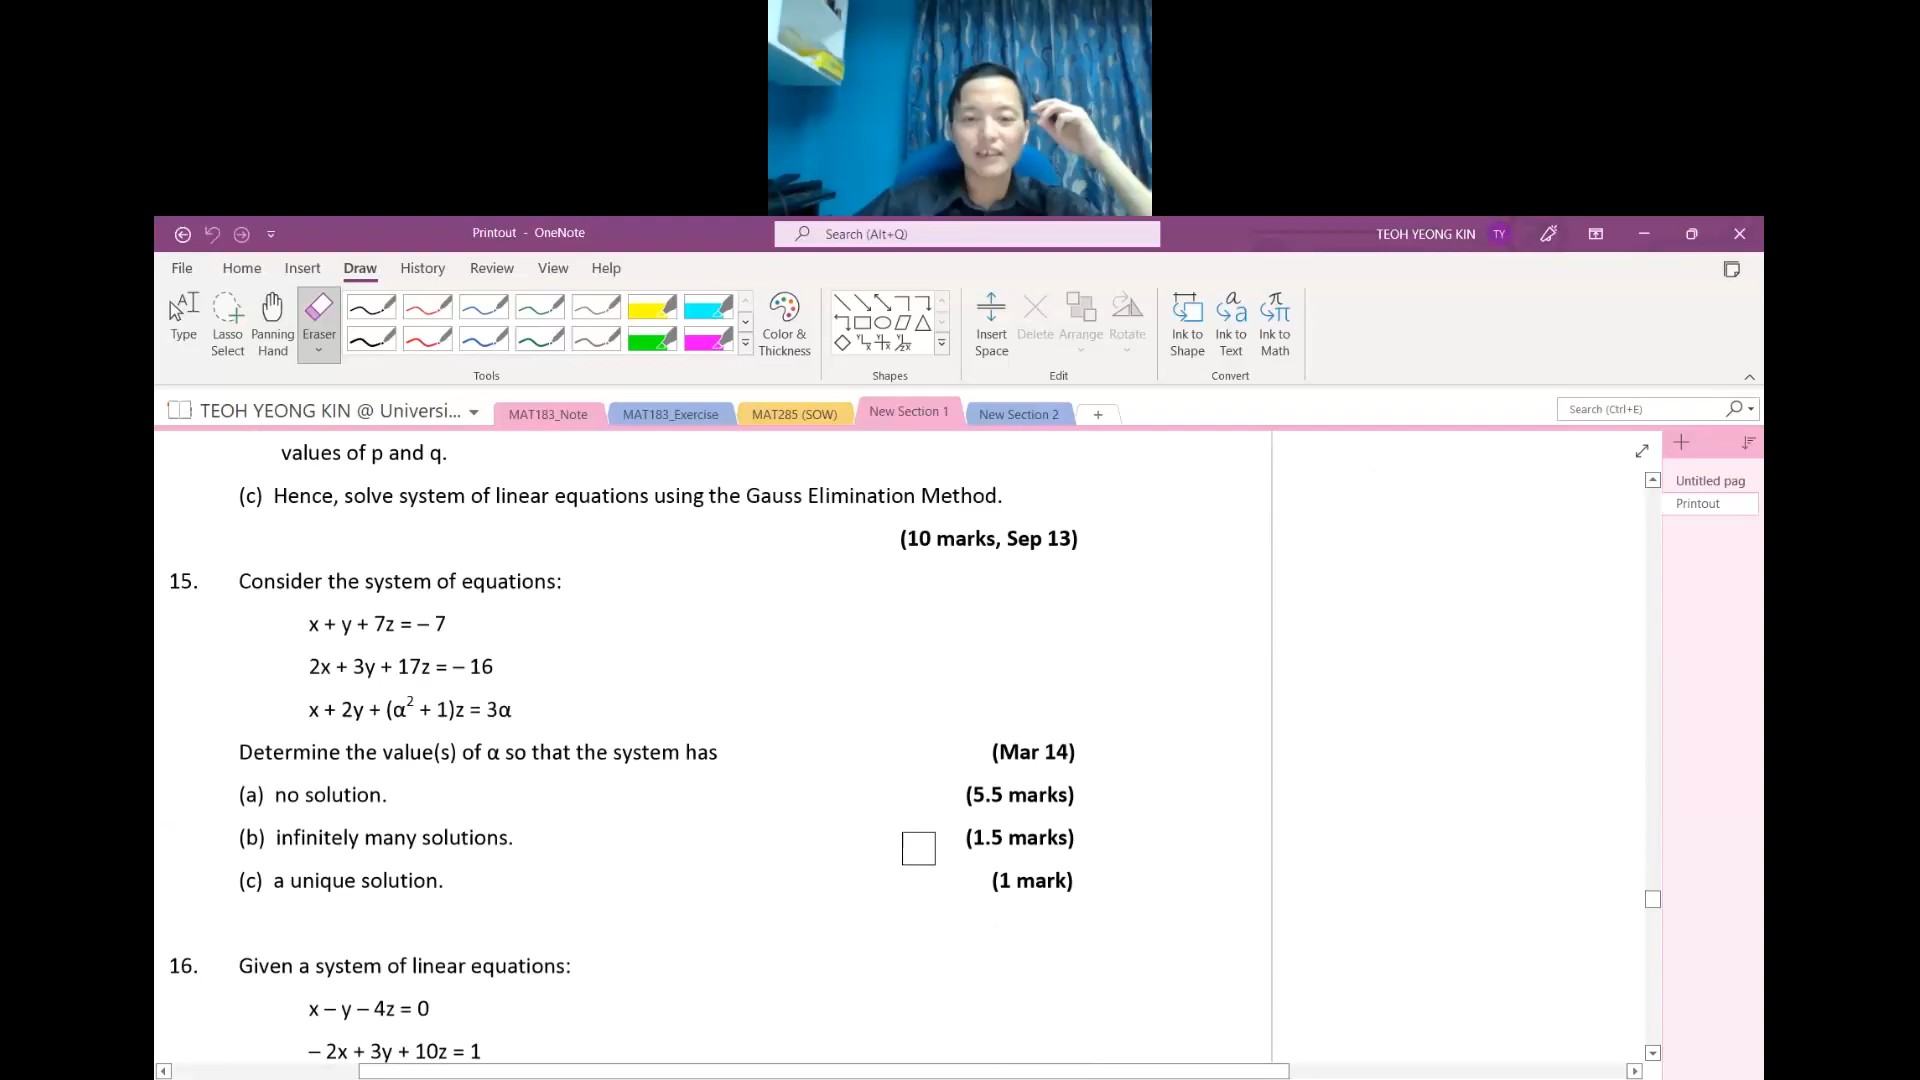 Printout - OneNote
Search (Alt+Q)
TEOH YEONG KIN
TY
File Home Insert Draw History Review View Help
Type
Lasso Select
Panning Hand
Eraser
Color & Thickness
Insert Space
Delete
Arrange
Rotate
Ink to Shape
Ink to Text
Ink to Math
Tools
Shapes
Edit
Convert
TEOH YEONG KIN @ Universi...
MAT183_Note
MAT183_Exercise
MAT285 (SOW)
New Section 1
New Section 2
Search (Ctrl+E)
Untitled pag
Printout
values of p and q.
(c) Hence, solve system of linear equations using the Gauss Elimination Method.
(10 marks, Sep 13)
15. Consider the system of equations:
x + y + 7z = – 7
2x + 3y + 17z = – 16
x + 2y + (α² + 1)z = 3α
Determine the value(s) of α so that the system has (Mar 14)
(a) no solution. (5.5 marks)
(b) infinitely many solutions. (1.5 marks)
(c) a unique solution. (1 mark)
16. Given a system of linear equations:
x – y – 4z = 0
– 2x + 3y + 10z = 1